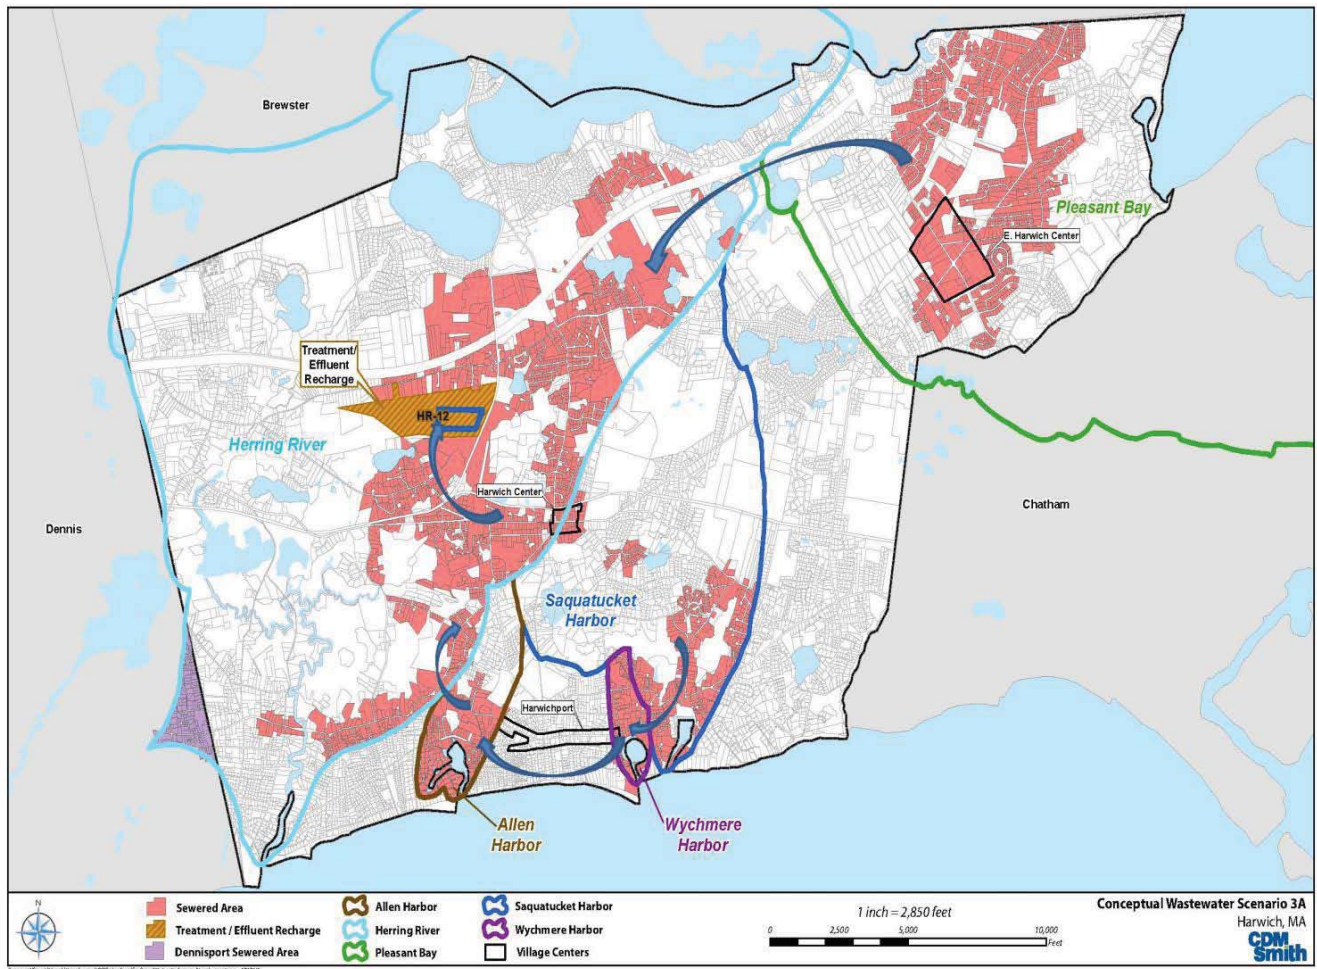 Brewster
Pleasant Bay
E. Harwich Center
Treatment/
Effluent
Recharge
HR-12
Herring River
Harwich Center
Chatham
Dennis
Saquatucket
Harbor
Harwichport
Allen
Harbor
Wychmere
Harbor
N
Sewered Area
Treatment / Effluent Recharge
Dennisport Sewered Area
Allen Harbor
Herring River
Pleasant Bay
Saquatucket Harbor
Wychmere Harbor
Village Centers
1 inch = 2,850 feet
0 2,500 5,000 10,000
Feet
Conceptual Wastewater Scenario 3A
Harwich, MA
CDM
Smith